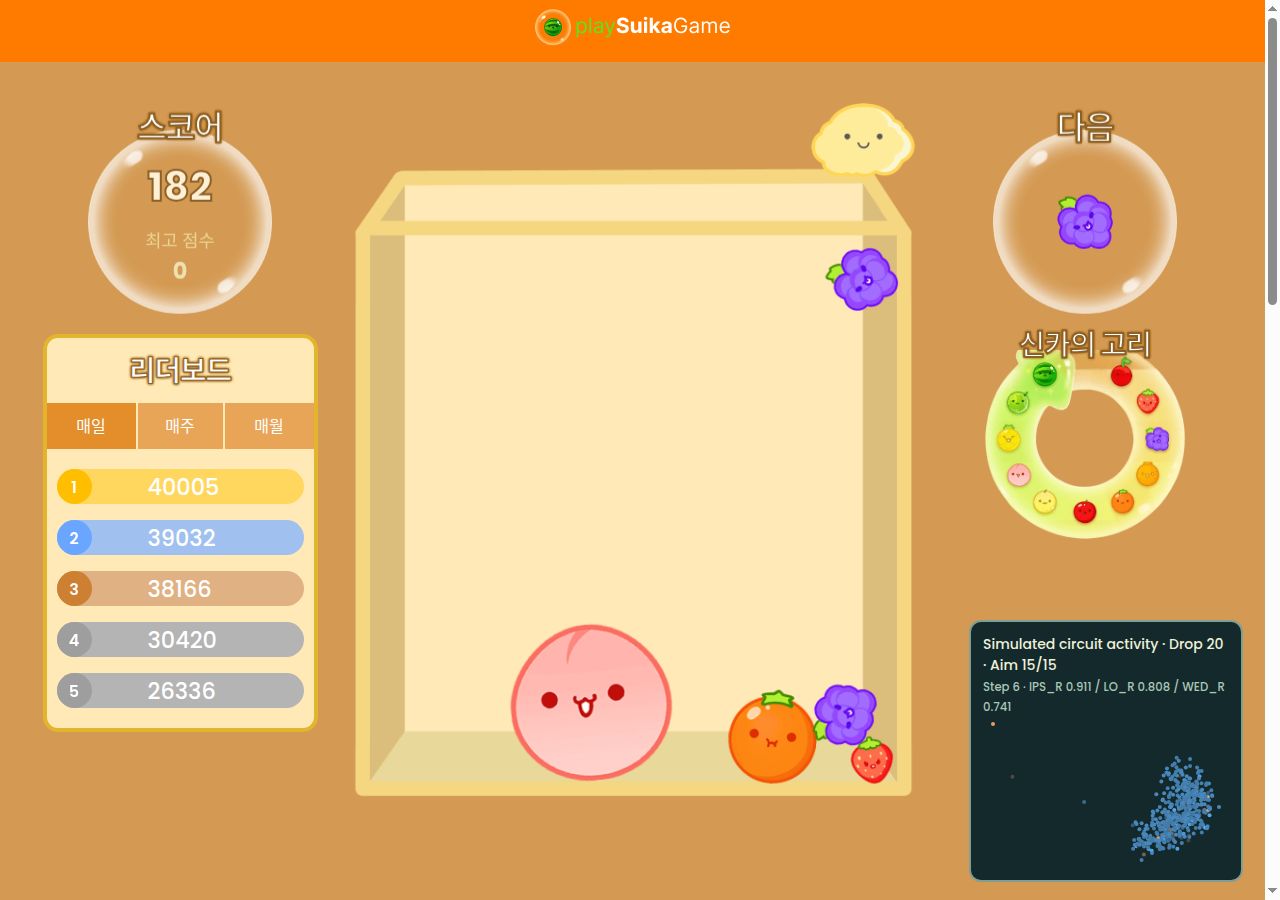 playSuikaGame
스코어
182
최고 점수
0
리더보드
매일 매주 매월
1 40005
2 39032
3 38166
4 30420
5 26336
다음
신카의 고리
Simulated circuit activity · Drop 20
· Aim 15/15
Step 6 · IPS_R 0.911 / LO_R 0.808 / WED_R
0.741